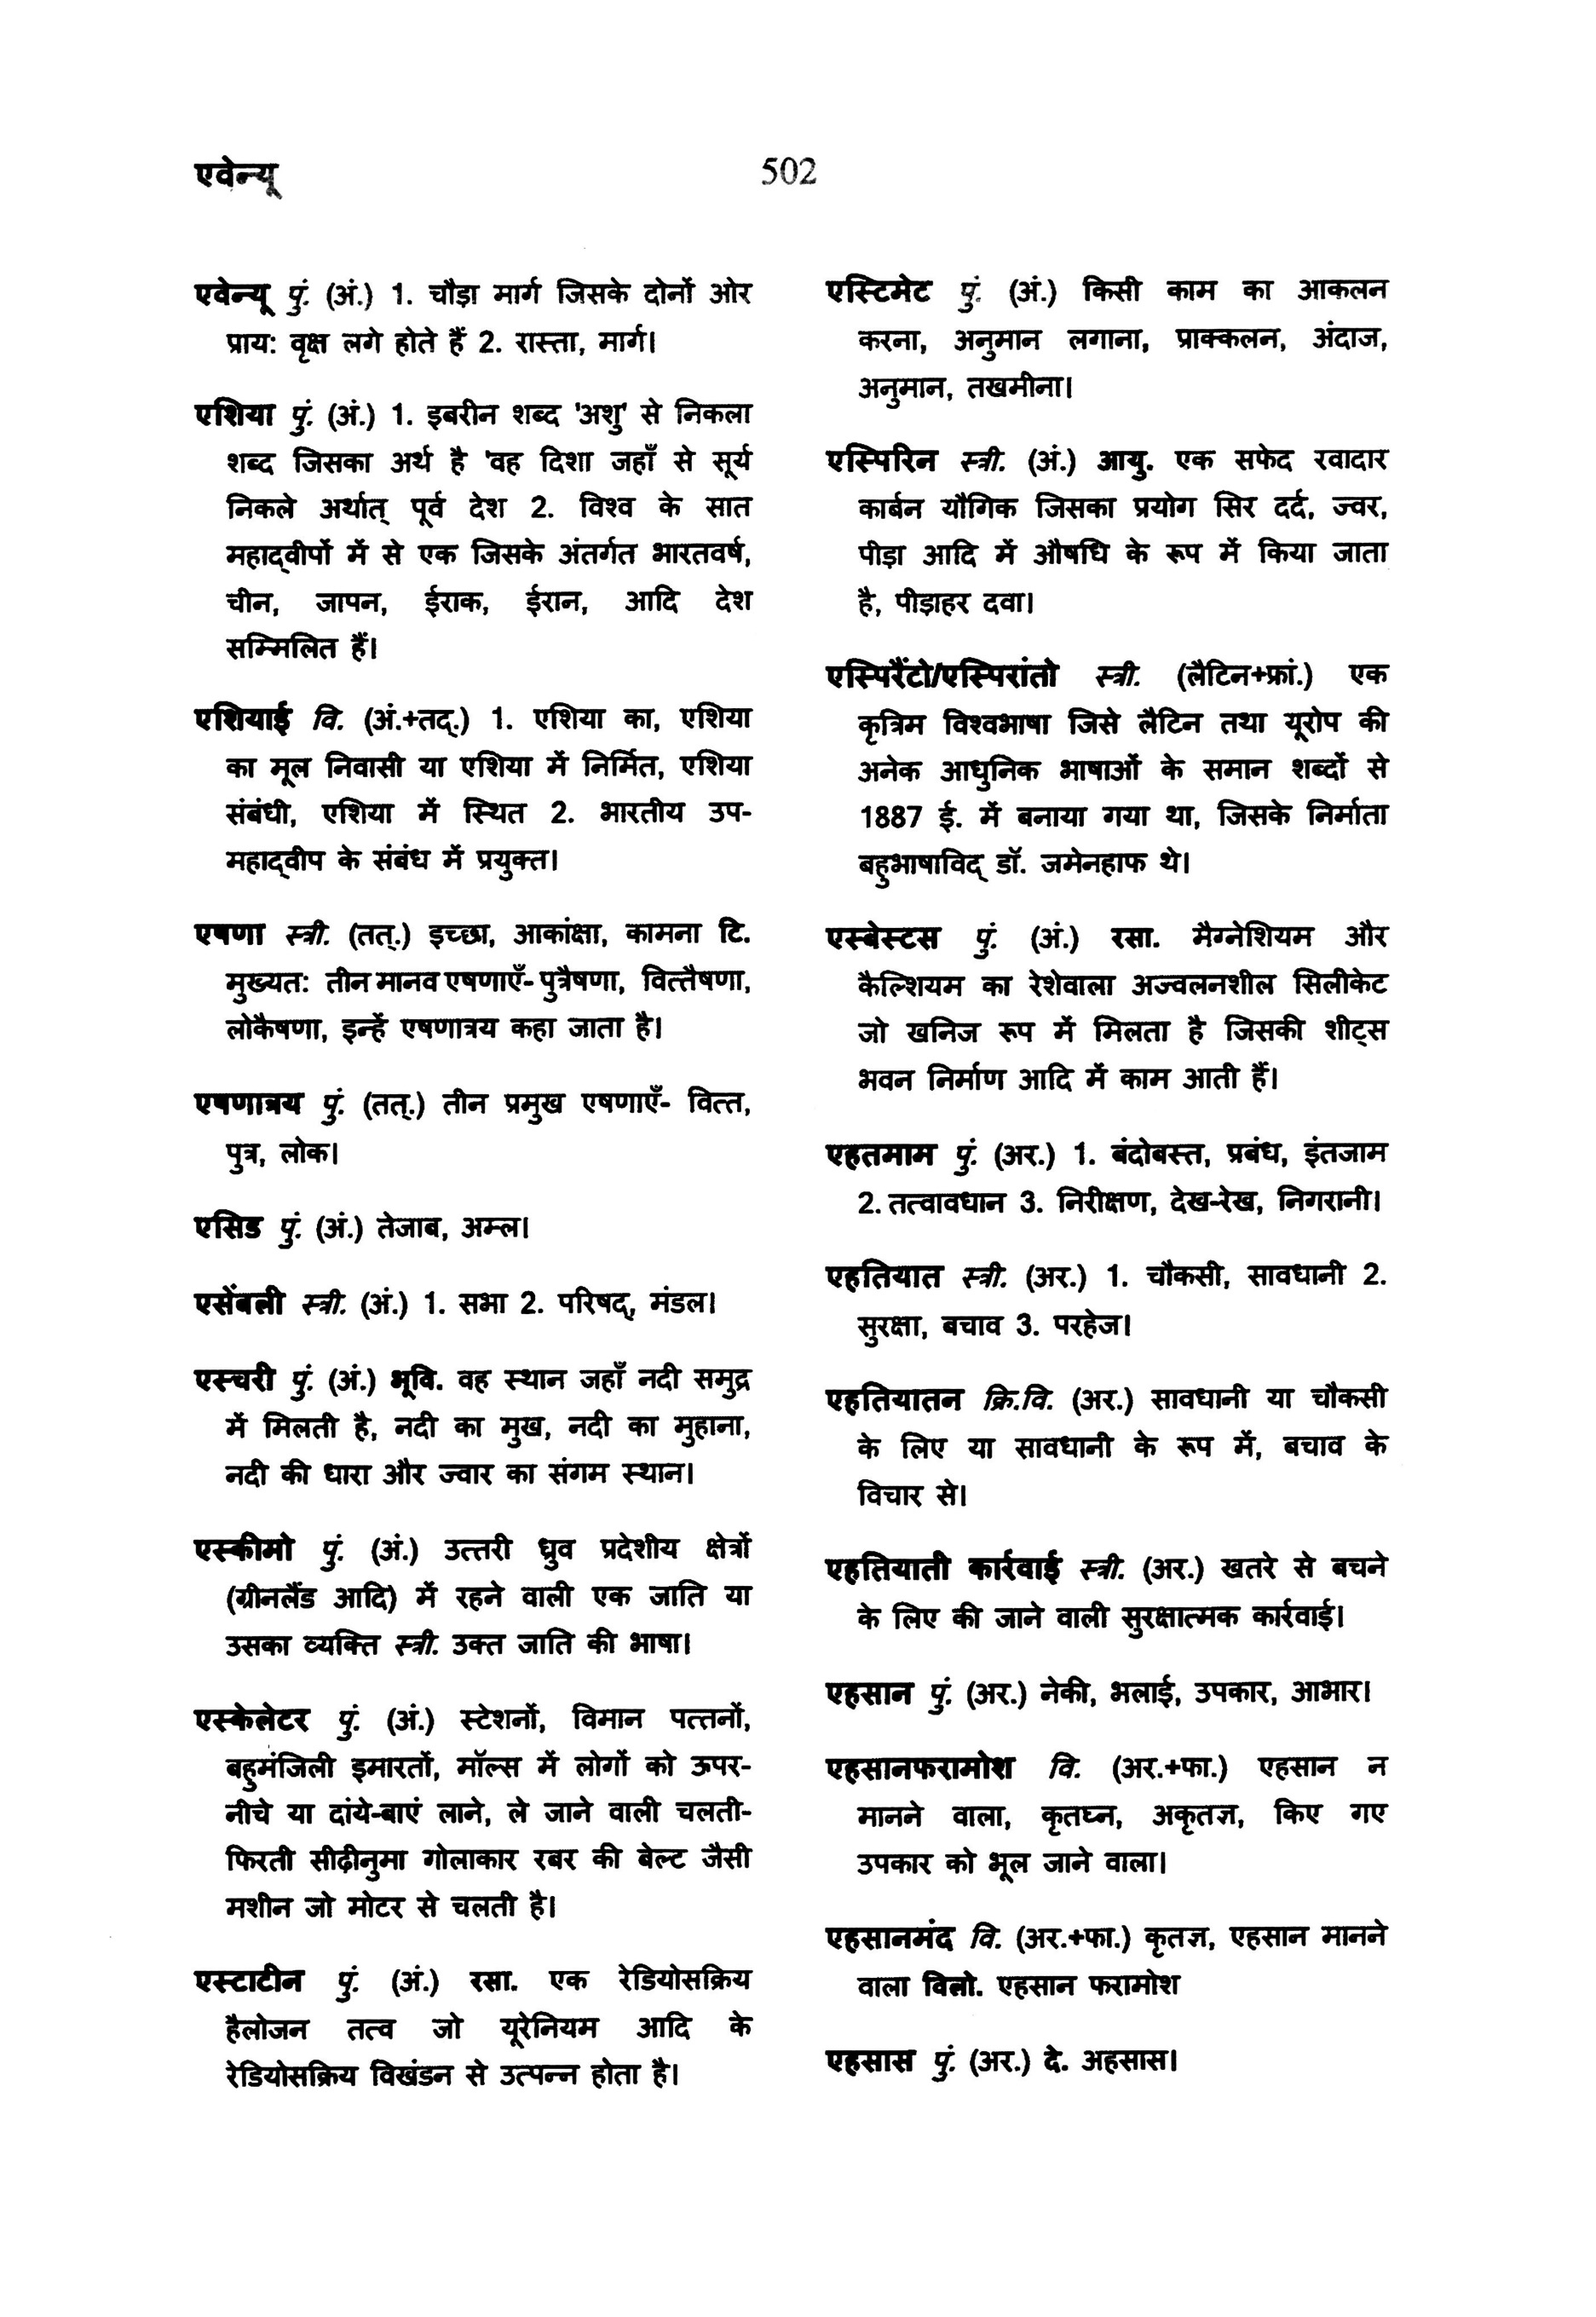 एवेन्यू
502
एवेन्यू पुं. (अं.) 1. चौड़ा मार्ग जिसके दोनों ओर
प्राय: वृक्ष लगे होते हैं 2. रास्ता, मार्ग।
एशिया पुं. (अं.) 1. इबरीन शब्द 'अशु' से निकला
शब्द जिसका अर्थ है 'वह दिशा जहाँ से सूर्य
निकले अर्थात् पूर्व देश 2. विश्व के सात
महाद्वीपों में से एक जिसके अंतर्गत भारतवर्ष,
चीन, जापन, ईराक, ईरान, आदि देश
सम्मिलित हैं।
एशियाई वि. (अं.+तद्.) 1. एशिया का, एशिया
का मूल निवासी या एशिया में निर्मित, एशिया
संबंधी, एशिया में स्थित 2. भारतीय उप-
महाद्वीप के संबंध में प्रयुक्त।
एषणा स्त्री. (तत्.) इच्छा, आकांक्षा, कामना टि.
मुख्यत: तीन मानव एषणाएँ- पुत्रैषणा, वित्तैषणा,
लोकैषणा, इन्हें एषणात्रय कहा जाता है।
एषणात्रय पुं. (तत्.) तीन प्रमुख एषणाएँ- वित्त,
पुत्र, लोक।
एसिड पुं. (अं.) तेजाब, अम्ल।
एसेंबली स्त्री. (अं.) 1. सभा 2. परिषद्, मंडल।
एस्चरी पुं. (अं.) भूवि. वह स्थान जहाँ नदी समुद्र
में मिलती है, नदी का मुख, नदी का मुहाना,
नदी की धारा और ज्वार का संगम स्थान।
एस्कीमो पुं. (अं.) उत्तरी ध्रुव प्रदेशीय क्षेत्रों
(ग्रीनलैंड आदि) में रहने वाली एक जाति या
उसका व्यक्ति स्त्री. उक्त जाति की भाषा।
एस्केलेटर पुं. (अं.) स्टेशनों, विमान पत्तनों,
बहुमंजिली इमारतों, मॉल्स में लोगों को ऊपर-
नीचे या दांये-बाएं लाने, ले जाने वाली चलती-
फिरती सीढ़ीनुमा गोलाकार रबर की बेल्ट जैसी
मशीन जो मोटर से चलती है।
एस्टाटीन पुं. (अं.) रसा. एक रेडियोसक्रिय
हैलोजन तत्व जो यूरेनियम आदि के
रेडियोसक्रिय विखंडन से उत्पन्न होता है।
एस्टिमेट पुं. (अं.) किसी काम का आकलन
करना, अनुमान लगाना, प्राक्कलन, अंदाज,
अनुमान, तखमीना।
एस्पिरिन स्त्री. (अं.) आयु. एक सफेद रवादार
कार्बन यौगिक जिसका प्रयोग सिर दर्द, ज्वर,
पीड़ा आदि में औषधि के रूप में किया जाता
है, पीड़ाहर दवा।
एस्पिरैंटो/एस्पिरांतो स्त्री. (लैटिन+फ्रां.) एक
कृत्रिम विश्वभाषा जिसे लैटिन तथा यूरोप की
अनेक आधुनिक भाषाओं के समान शब्दों से
1887 ई. में बनाया गया था, जिसके निर्माता
बहुभाषाविद् डॉ. जमेनहाफ थे।
एस्बेस्टस पुं. (अं.) रसा. मैग्नेशियम और
कैल्शियम का रेशेवाला अज्वलनशील सिलीकेट
जो खनिज रूप में मिलता है जिसकी शीट्स
भवन निर्माण आदि में काम आती हैं।
एहतमाम पुं. (अर.) 1. बंदोबस्त, प्रबंध, इंतजाम
2. तत्वावधान 3. निरीक्षण, देख-रेख, निगरानी।
एहतियात स्त्री. (अर.) 1. चौकसी, सावधानी 2.
सुरक्षा, बचाव 3. परहेज।
एहतियातन क्रि.वि. (अर.) सावधानी या चौकसी
के लिए या सावधानी के रूप में, बचाव के
विचार से।
एहतियाती कार्रवाई स्त्री. (अर.) खतरे से बचने
के लिए की जाने वाली सुरक्षात्मक कार्रवाई।
एहसान पुं. (अर.) नेकी, भलाई, उपकार, आभार।
एहसानफरामोश वि. (अर.+फा.) एहसान न
मानने वाला, कृतघ्न, अकृतज्ञ, किए गए
उपकार को भूल जाने वाला।
एहसानमंद वि. (अर.+फा.) कृतज्ञ, एहसान मानने
वाला विलो. एहसान फरामोश
एहसास पुं. (अर.) दे. अहसास।